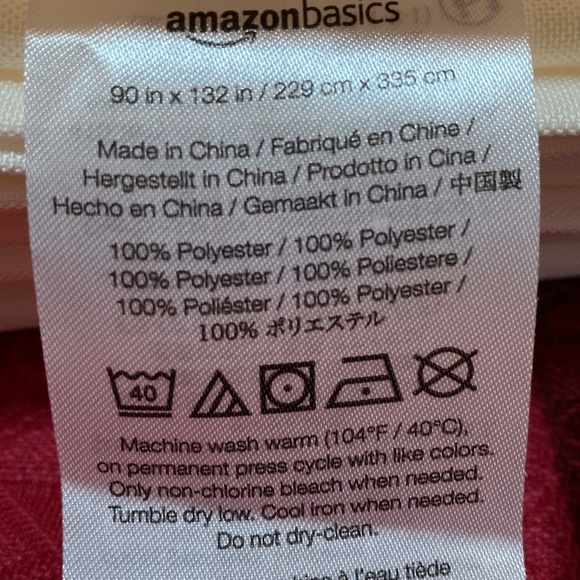 amazonbasics
90 in x 132 in / 229 cm x 335 cm
Made in China / Fabriqué en Chine /
Hergestellt in China / Prodotto in Cina /
Hecho en China / Gemaakt in China / 中国製
100% Polyester / 100% Polyester /
100% Polyester / 100% Poliestere /
100% Poliéster / 100% Polyester /
100% ポリエステル
40
Machine wash warm (104°F / 40°C),
on permanent press cycle with like colors.
Only non-chlorine bleach when needed.
Tumble dry low. Cool iron when needed.
Do not dry-clean.
à l'eau tiède